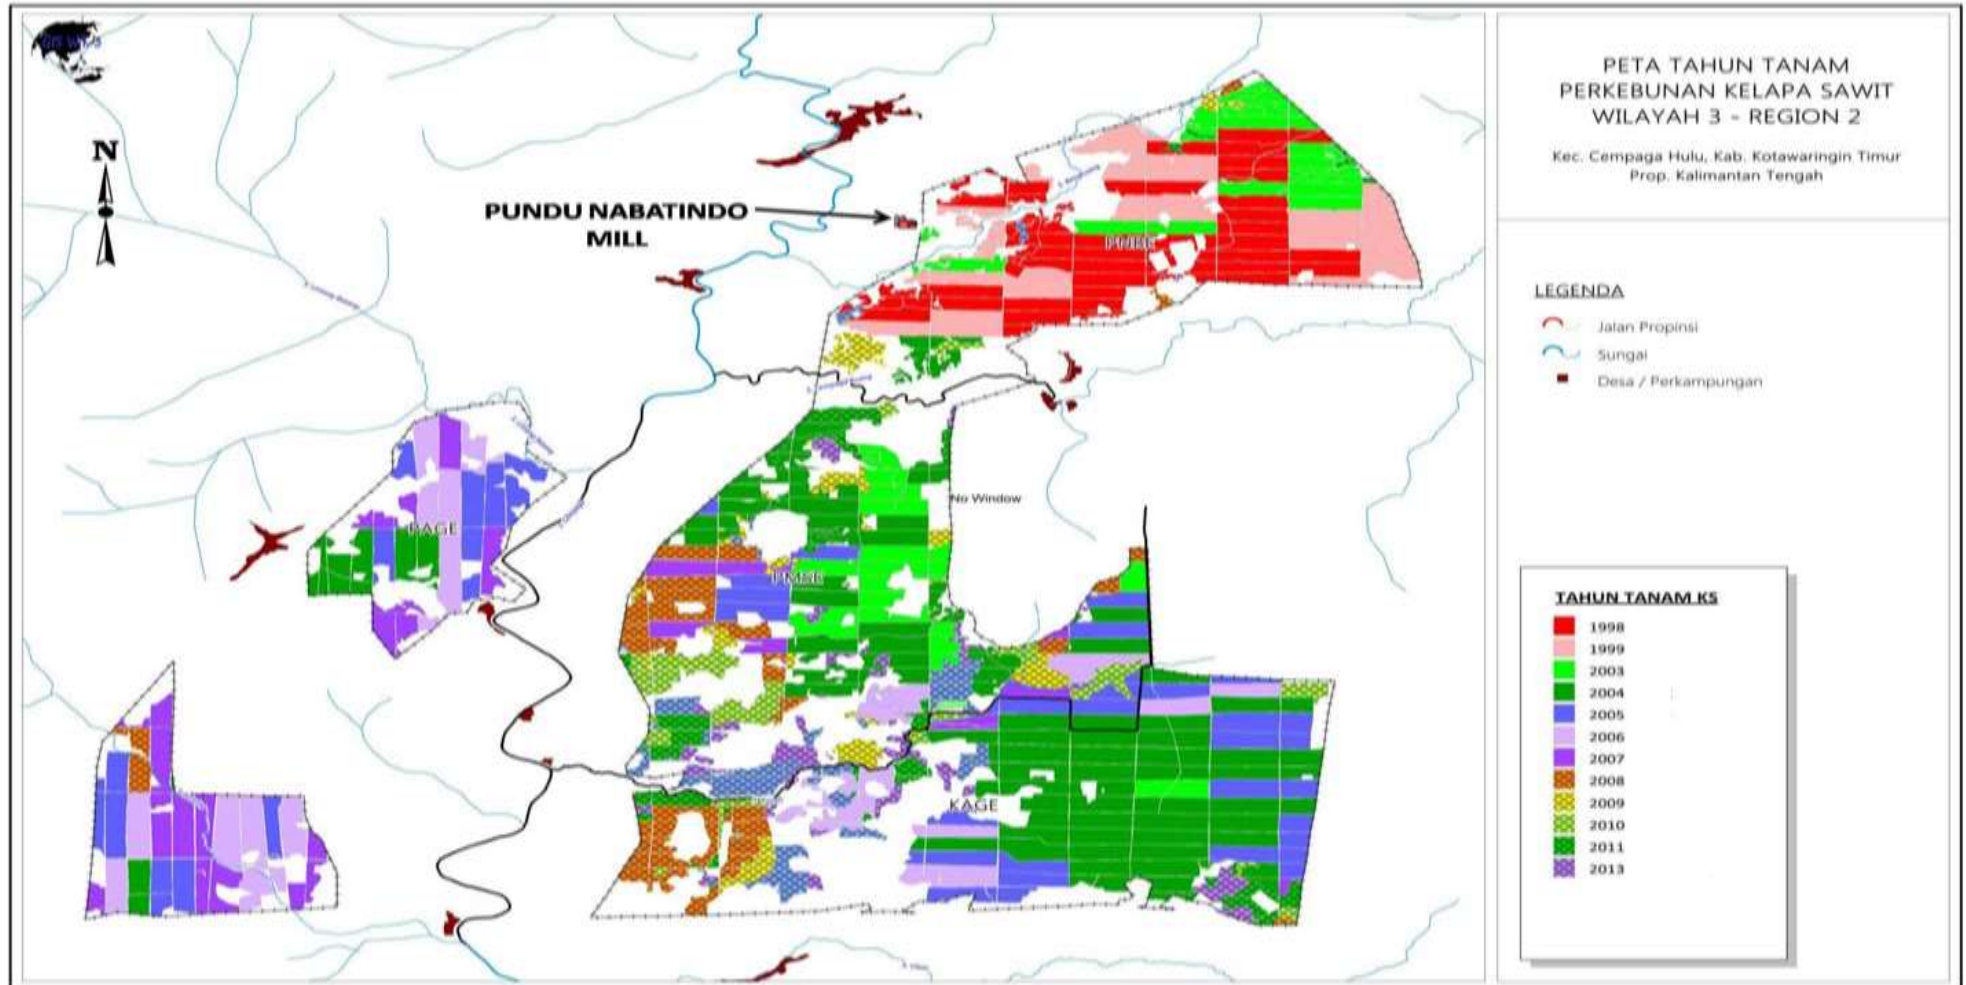 PETA TAHUN TANAM
PERKEBUNAN KELAPA SAWIT
WILAYAH 3 - REGION 2
Kec. Cempaga Hulu, Kab. Kotawaringin Timur
Prop. Kalimantan Tengah
N
PUNDU NABATINDO
MILL
PNBE
No Window
BAGE
PMSE
KAGE
LEGENDA
Jalan Propinsi
Sungai
Desa / Perkampungan
TAHUN TANAM KS
1998
1999
2003
2004
2005
2006
2007
2008
2009
2010
2011
2013